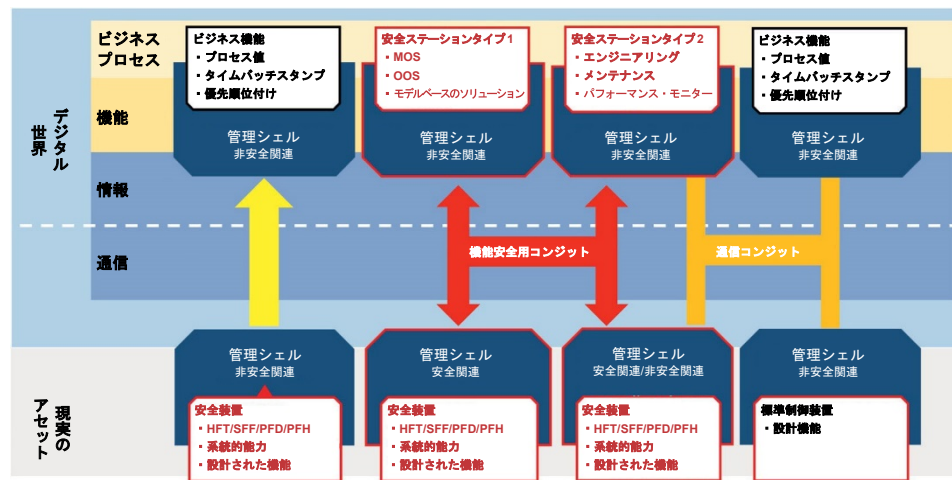 デジタル
世界
ビジネス
プロセス
機能
情報
通信
ビジネス機能
・プロセス値
・タイムバッチスタンプ
・優先順位付け
管理シェル
非安全関連
安全ステーションタイプ1
・MOS
・OOS
・モデルベースのソリューション
管理シェル
非安全関連
安全ステーションタイプ2
・エンジニアリング
・メンテナンス
・パフォーマンス・モニター
管理シェル
非安全関連
ビジネス機能
・プロセス値
・タイムバッチスタンプ
・優先順位付け
管理シェル
非安全関連
機能安全用コンジット
通信コンジット
現実の
アセット
管理シェル
非安全関連
安全装置
・HFT/SFF/PFD/PFH
・系統的能力
・設計された機能
管理シェル
安全関連
安全装置
・HFT/SFF/PFD/PFH
・系統的能力
・設計された機能
管理シェル
安全関連/非安全関連
安全装置
・HFT/SFF/PFD/PFH
・系統的能力
・設計された機能
管理シェル
非安全関連
標準制御装置
・設計機能